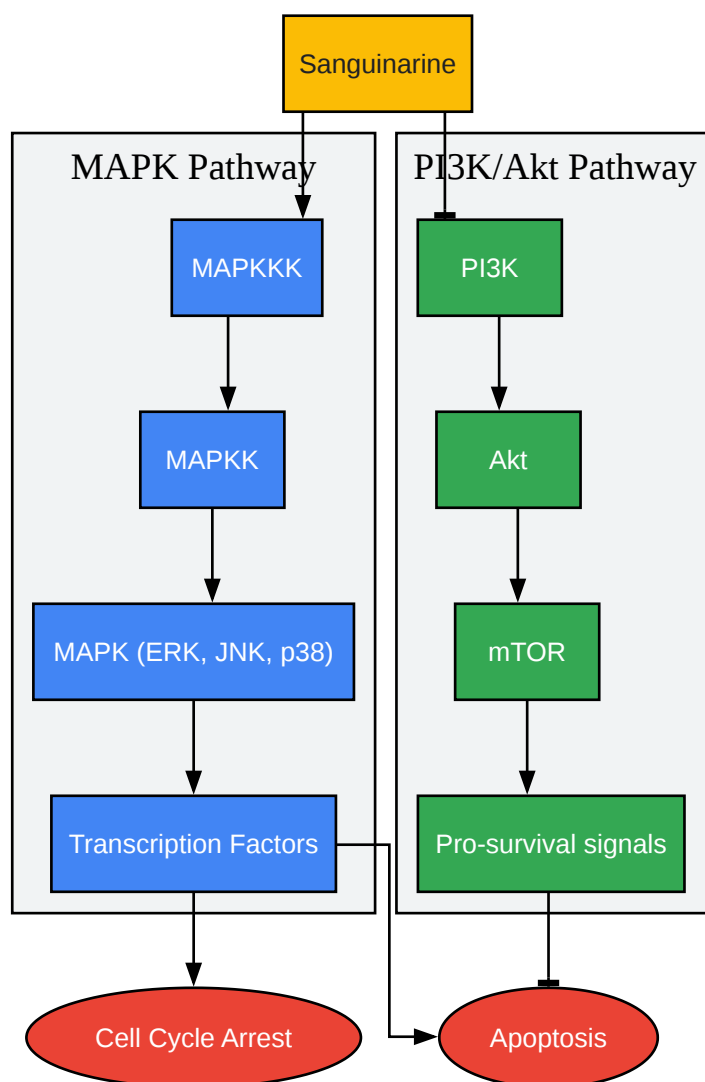 Sanguinarine
MAPK Pathway
PI3K/Akt Pathway
MAPKKK
PI3K
MAPKK
Akt
MAPK (ERK, JNK, p38)
mTOR
Transcription Factors
Pro-survival signals
Cell Cycle Arrest
Apoptosis